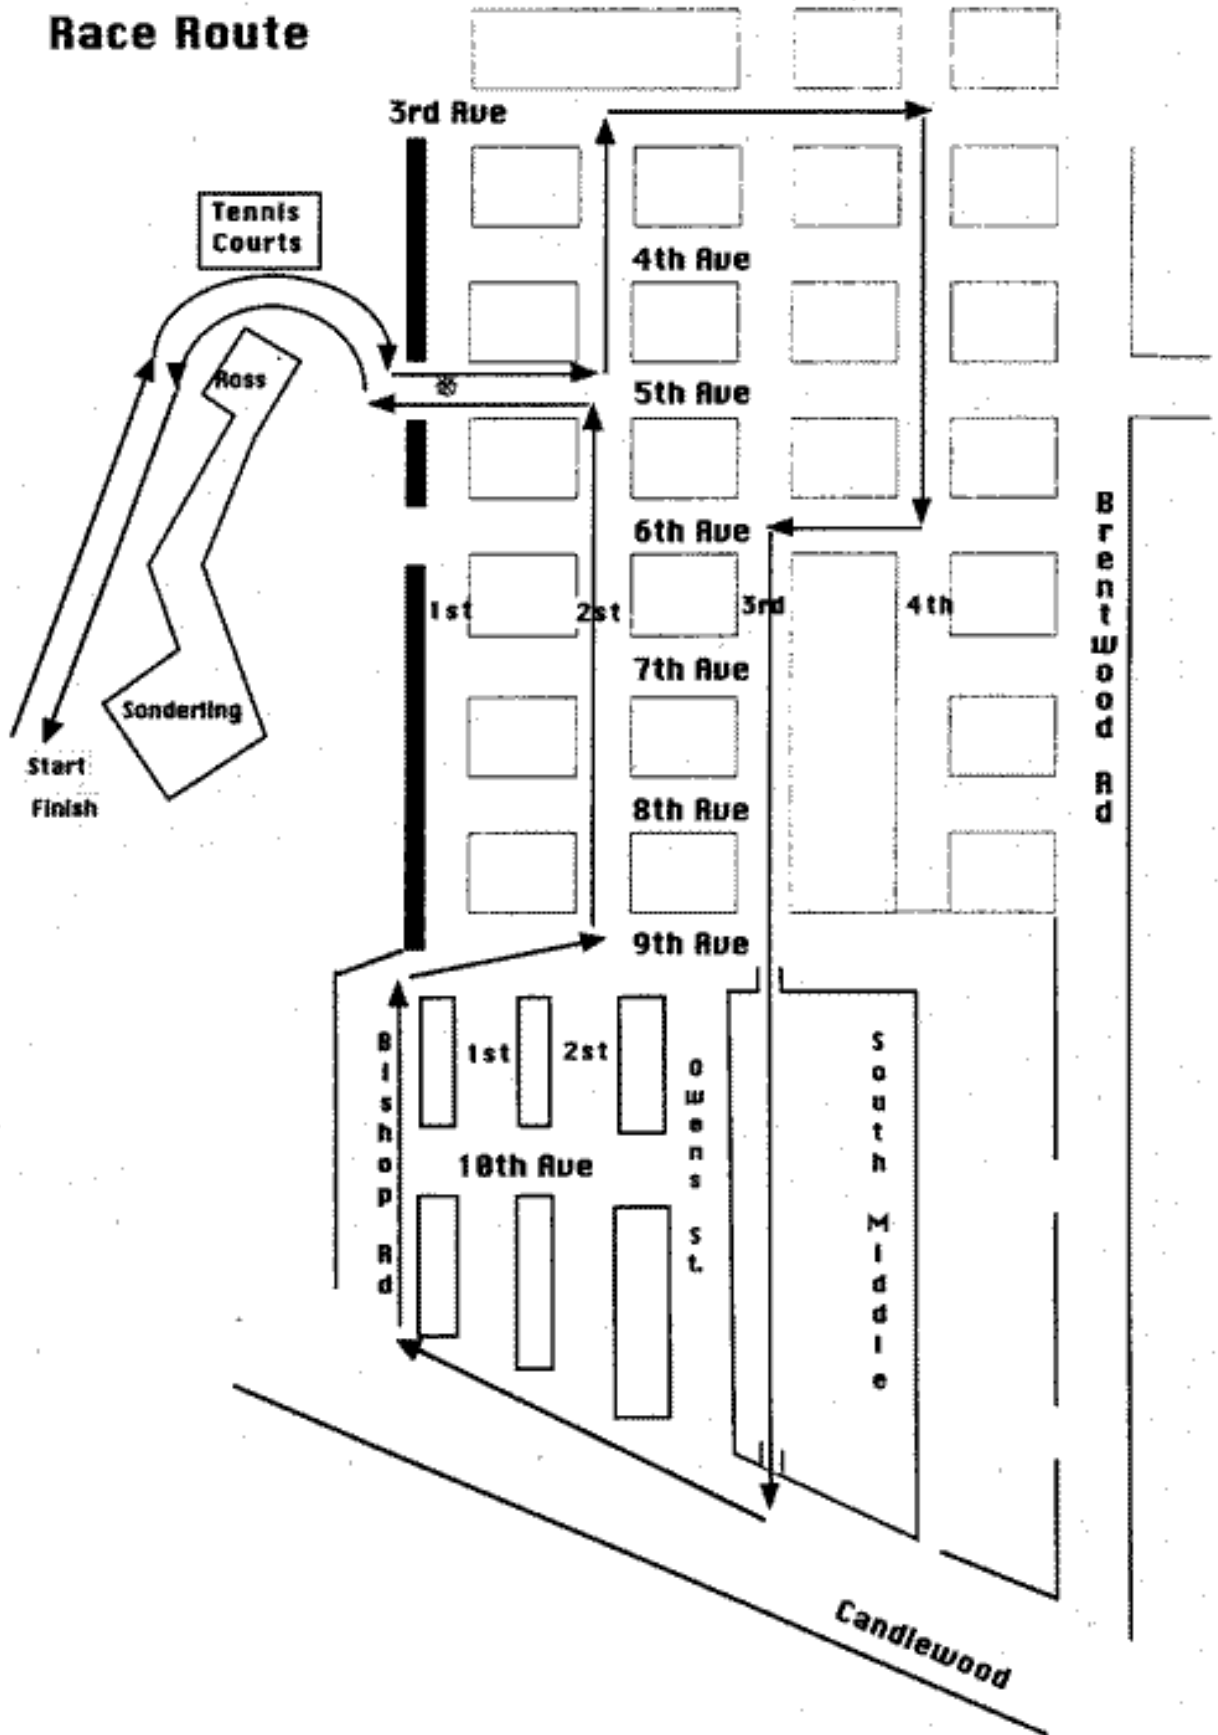 Race Route
3rd Ave
Tennis
Courts
4th Ave
Ross
5th Ave
6th Ave
1st
2st
3rd
4th
Brentwood Rd
7th Ave
Sonderling
Start
Finish
8th Ave
9th Ave
Bishop Rd
1st
2st
Owens St.
South Middle
10th Ave
Candlewood